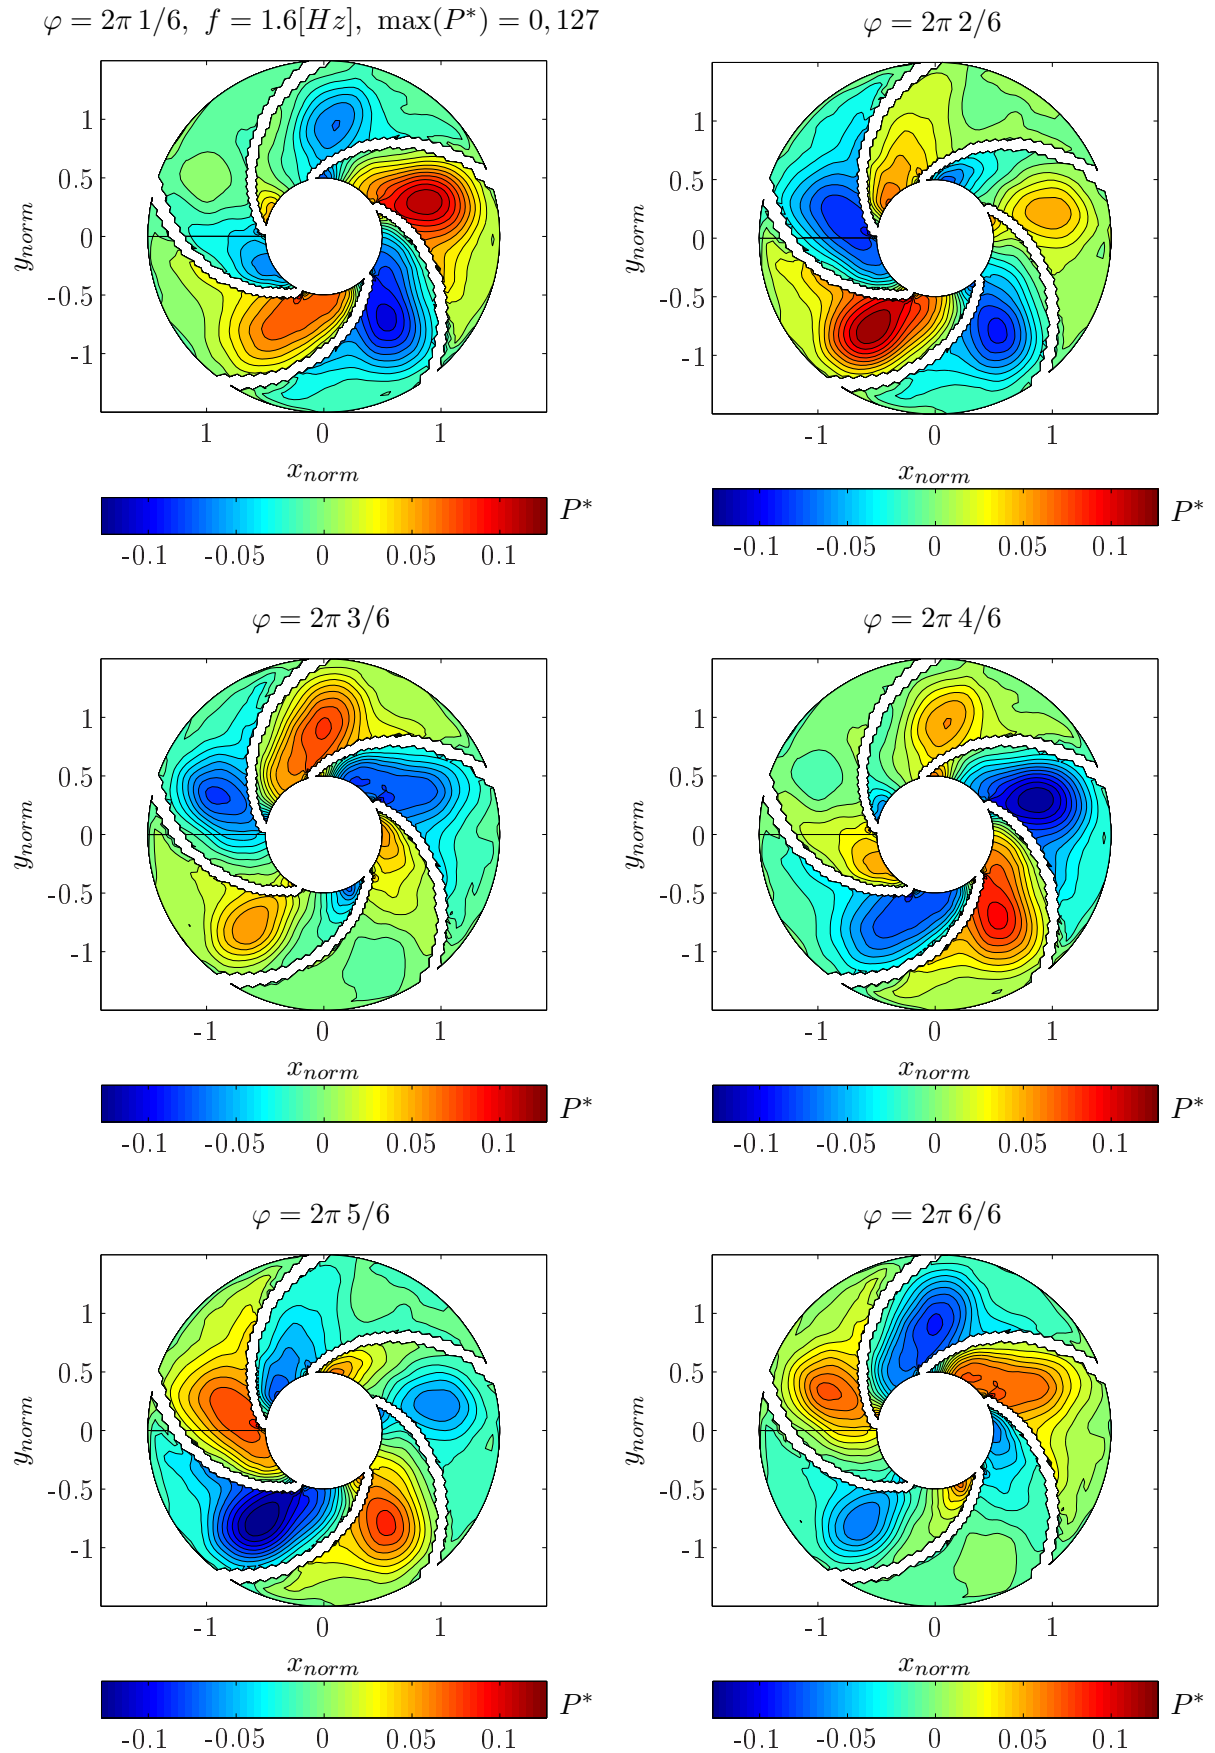 φ = 2π 1/6, f = 1.6[Hz], max(P*) = 0, 127
φ = 2π 2/6
1
0.5
0
-0.5
-1
y_norm
1 0 1
x_norm
-0.1 -0.05 0 0.05 0.1
P*
1
0.5
0
-0.5
-1
y_norm
-1 0 1
x_norm
-0.1 -0.05 0 0.05 0.1
P*
φ = 2π 3/6
φ = 2π 4/6
1
0.5
0
-0.5
-1
y_norm
-1 0 1
x_norm
-0.1 -0.05 0 0.05 0.1
P*
1
0.5
0
-0.5
-1
y_norm
-1 0 1
x_norm
-0.1 -0.05 0 0.05 0.1
P*
φ = 2π 5/6
φ = 2π 6/6
1
0.5
0
-0.5
-1
y_norm
-1 0 1
x_norm
-0.1 -0.05 0 0.05 0.1
P*
1
0.5
0
-0.5
-1
y_norm
-1 0 1
x_norm
-0.1 -0.05 0 0.05 0.1
P*